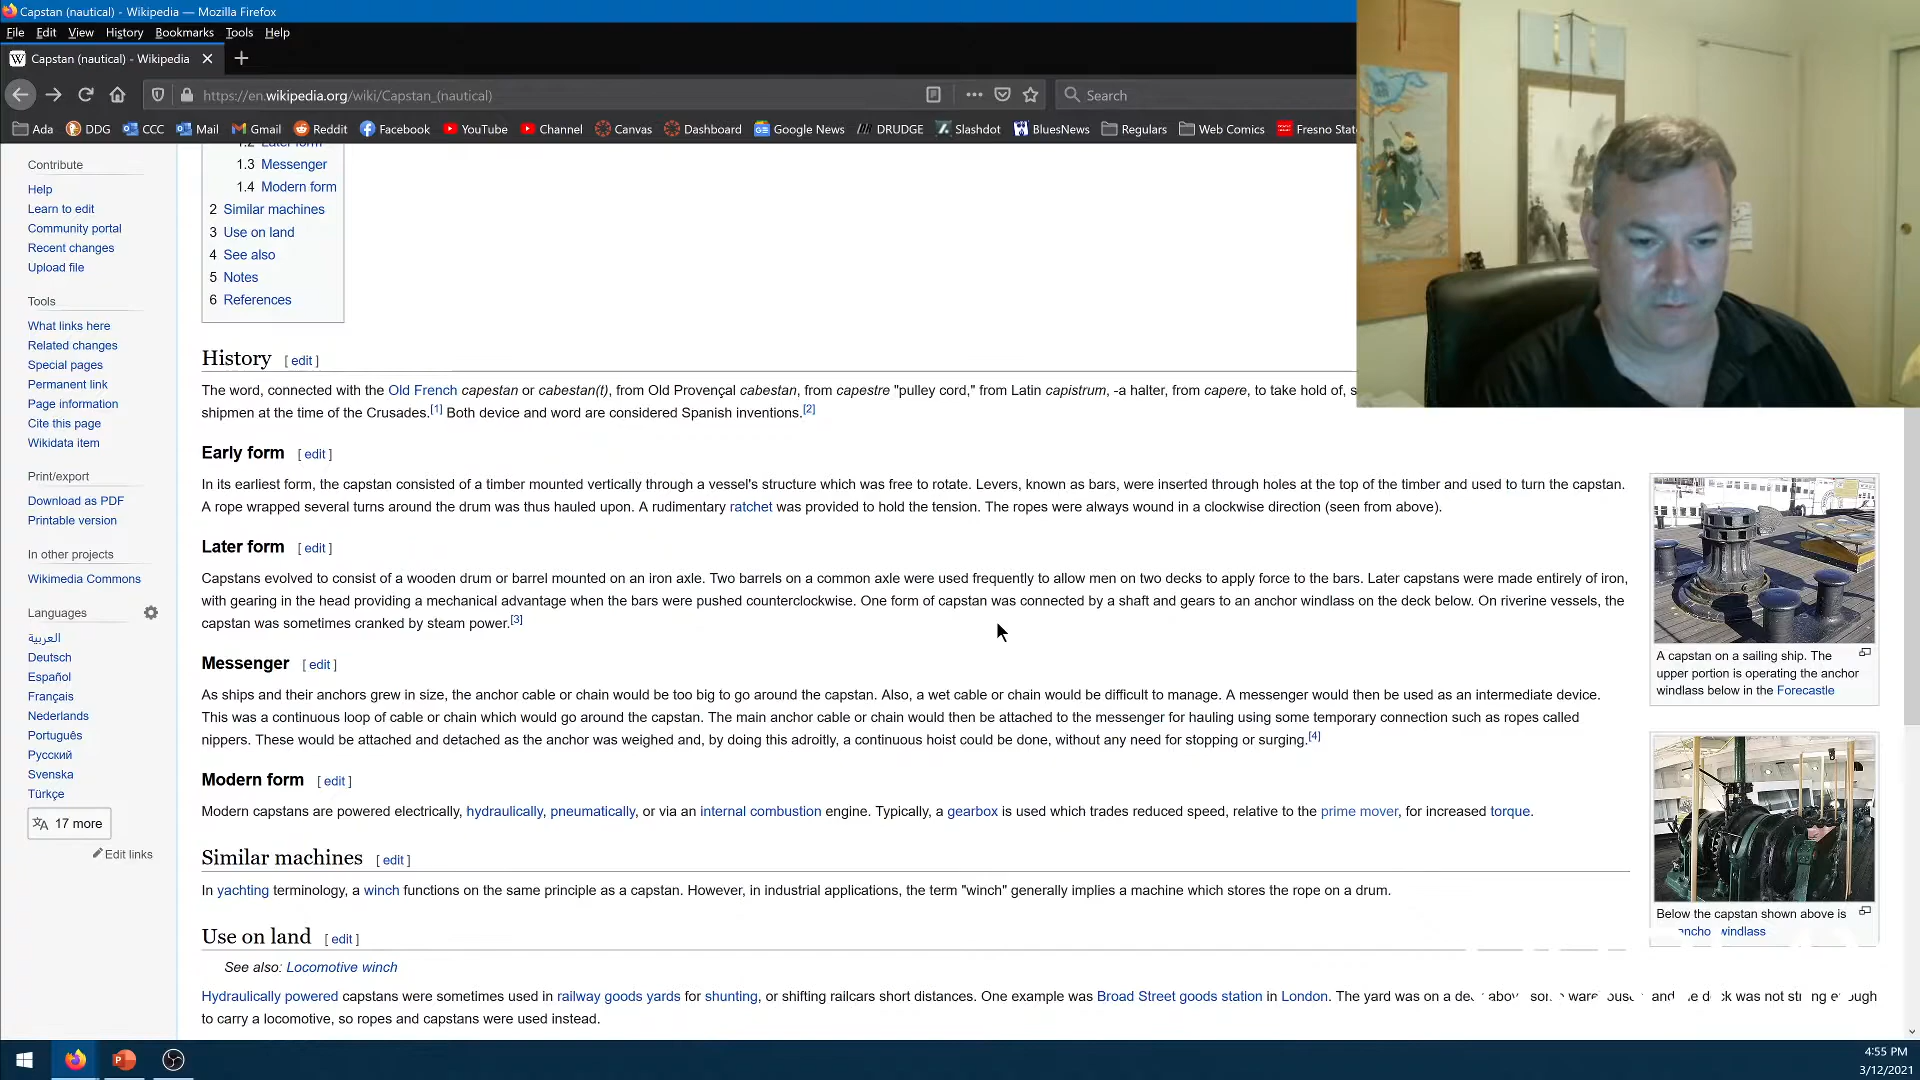 Capstan (nautical) - Wikipedia — Mozilla Firefox
File Edit View History Bookmarks Tools Help
Capstan (nautical) - Wikipedia
https://en.wikipedia.org/wiki/Capstan_(nautical)
Search
Ada DDG CCC Mail Gmail Reddit Facebook YouTube Channel Canvas Dashboard Google News DRUDGE Slashdot BluesNews Regulars Web Comics Fresno Stat
Contribute
Help
Learn to edit
Community portal
Recent changes
Upload file
Tools
What links here
Related changes
Special pages
Permanent link
Page information
Cite this page
Wikidata item
Print/export
Download as PDF
Printable version
In other projects
Wikimedia Commons
Languages
العربية
Deutsch
Español
Français
Nederlands
Português
Русский
Svenska
Türkçe
17 more
Edit links
1.2 Later form
1.3 Messenger
1.4 Modern form
2 Similar machines
3 Use on land
4 See also
5 Notes
6 References
History [ edit ]
The word, connected with the Old French capestan or cabestan(t), from Old Provençal cabestan, from capestre "pulley cord," from Latin capistrum, -a halter, from capere, to take hold of, s
shipmen at the time of the Crusades.[1] Both device and word are considered Spanish inventions.[2]
Early form [ edit ]
In its earliest form, the capstan consisted of a timber mounted vertically through a vessel's structure which was free to rotate. Levers, known as bars, were inserted through holes at the top of the timber and used to turn the capstan.
A rope wrapped several turns around the drum was thus hauled upon. A rudimentary ratchet was provided to hold the tension. The ropes were always wound in a clockwise direction (seen from above).
Later form [ edit ]
Capstans evolved to consist of a wooden drum or barrel mounted on an iron axle. Two barrels on a common axle were used frequently to allow men on two decks to apply force to the bars. Later capstans were made entirely of iron,
with gearing in the head providing a mechanical advantage when the bars were pushed counterclockwise. One form of capstan was connected by a shaft and gears to an anchor windlass on the deck below. On riverine vessels, the
capstan was sometimes cranked by steam power.[3]
Messenger [ edit ]
As ships and their anchors grew in size, the anchor cable or chain would be too big to go around the capstan. Also, a wet cable or chain would be difficult to manage. A messenger would then be used as an intermediate device.
This was a continuous loop of cable or chain which would go around the capstan. The main anchor cable or chain would then be attached to the messenger for hauling using some temporary connection such as ropes called
nippers. These would be attached and detached as the anchor was weighed and, by doing this adroitly, a continuous hoist could be done, without any need for stopping or surging.[4]
Modern form [ edit ]
Modern capstans are powered electrically, hydraulically, pneumatically, or via an internal combustion engine. Typically, a gearbox is used which trades reduced speed, relative to the prime mover, for increased torque.
Similar machines [ edit ]
In yachting terminology, a winch functions on the same principle as a capstan. However, in industrial applications, the term "winch" generally implies a machine which stores the rope on a drum.
Use on land [ edit ]
See also: Locomotive winch
Hydraulically powered capstans were sometimes used in railway goods yards for shunting, or shifting railcars short distances. One example was Broad Street goods station in London. The yard was on a and was not enough
to carry a locomotive, so ropes and capstans were used instead.
A capstan on a sailing ship. The
upper portion is operating the anchor
windlass below in the Forecastle
Below the capstan shown above is
windlass
4:55 PM
3/12/2021